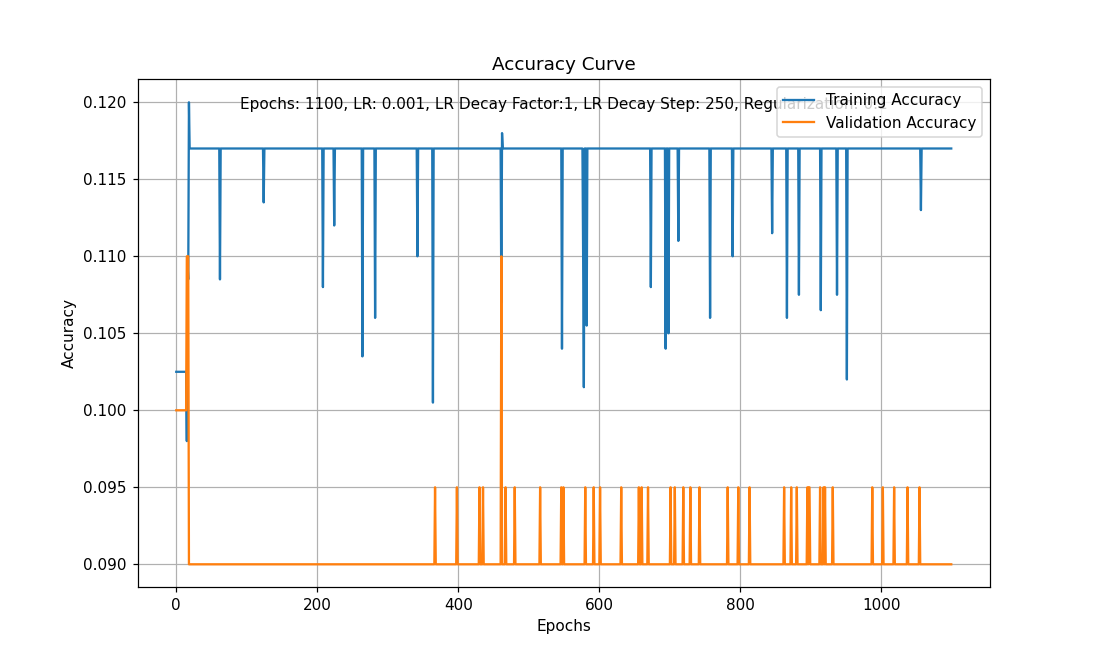 Accuracy Curve
Epochs: 1100, LR: 0.001, LR Decay Factor:1, LR Decay Step: 250, Regularization:
Training Accuracy
Validation Accuracy
Accuracy
0.120
0.115
0.110
0.105
0.100
0.095
0.090
0 200 400 600 800 1000
Epochs